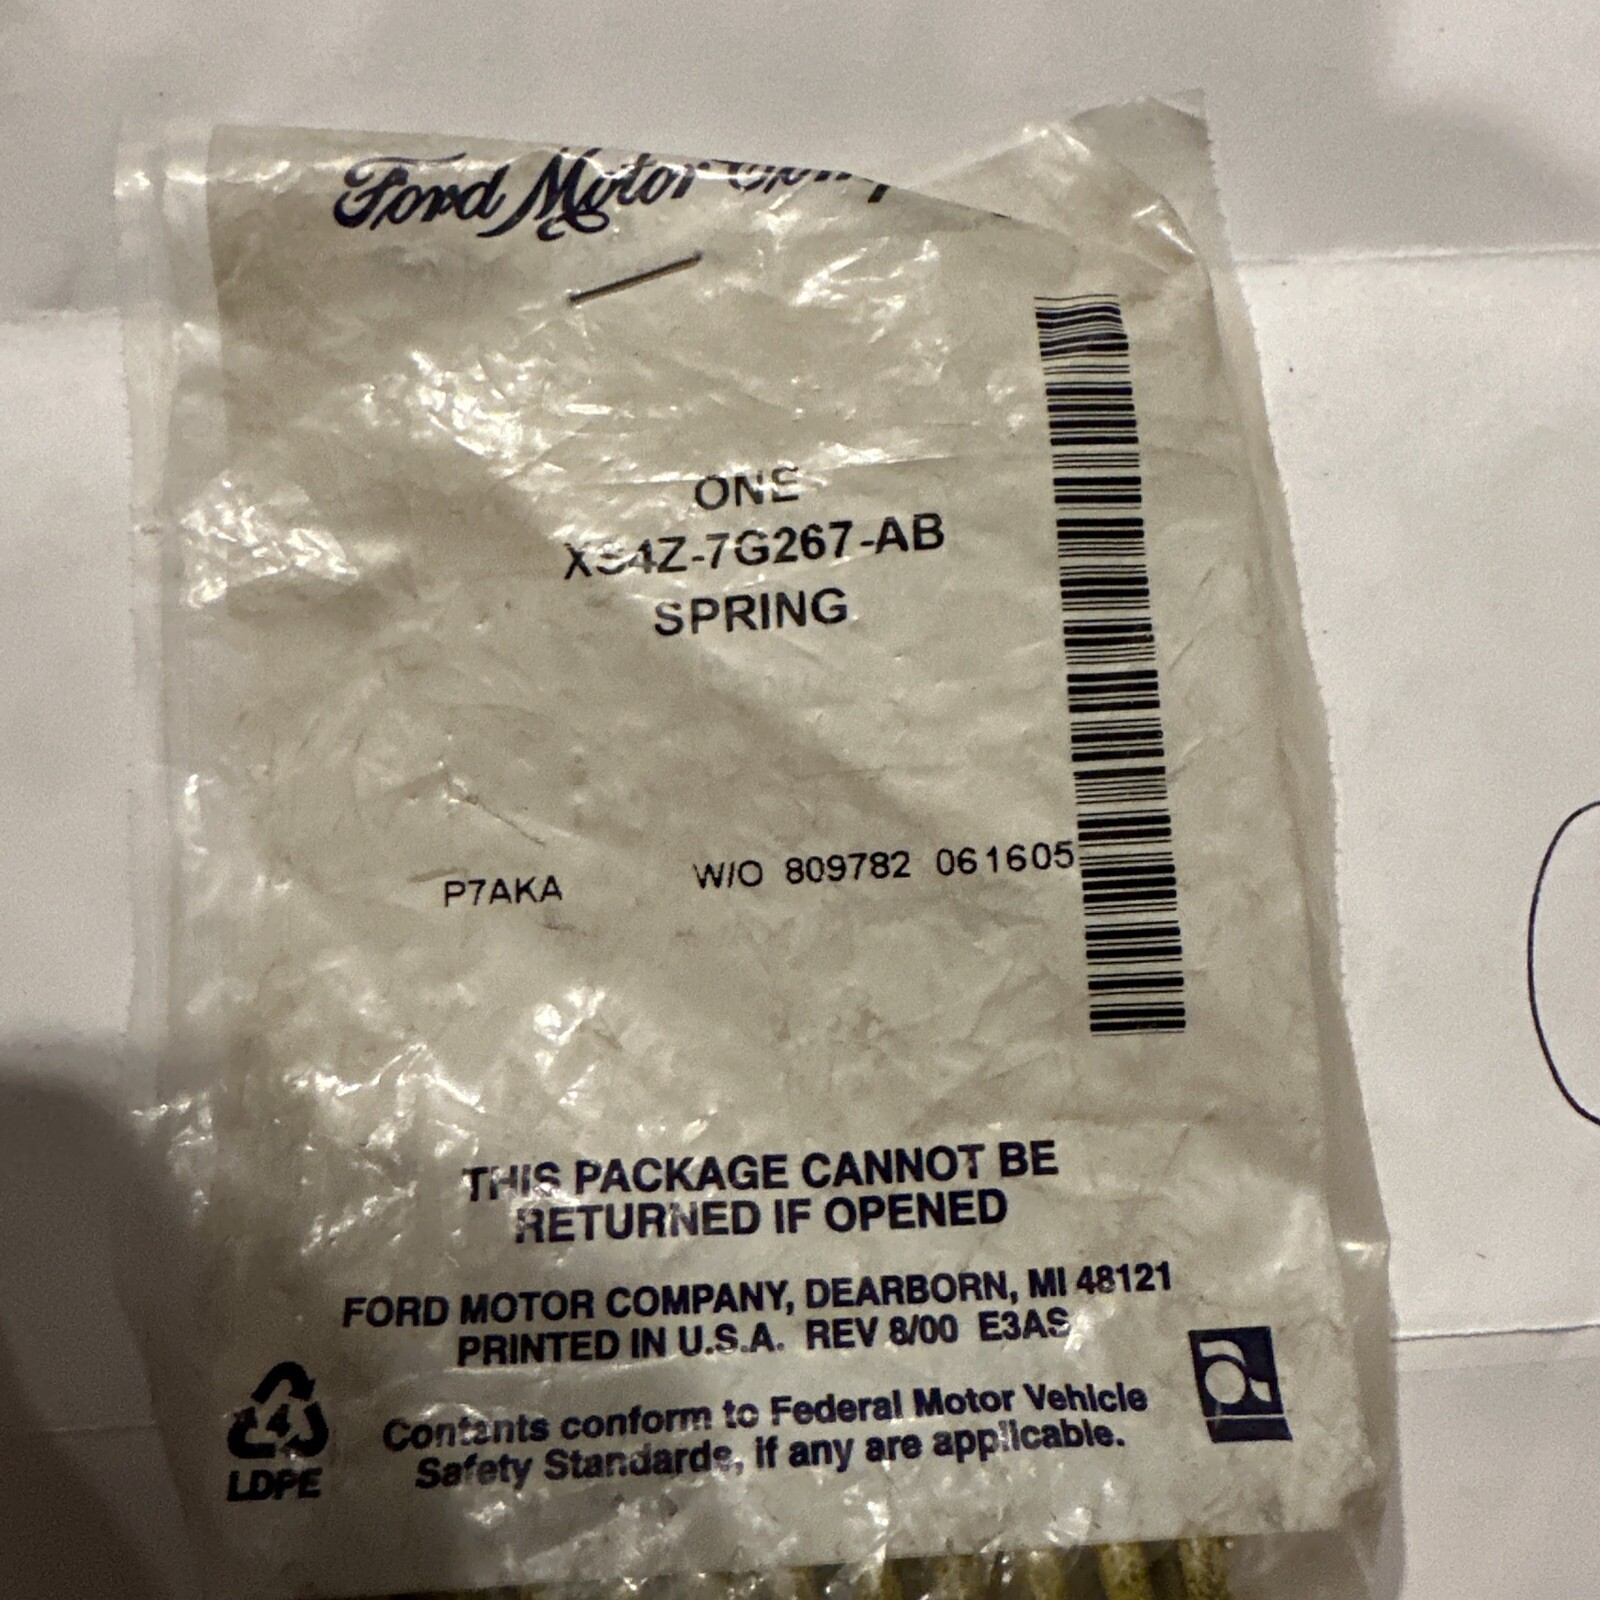 Ford Motor
ONE
XS4Z-7G267-AB
SPRING
P7AKA W/O 809782 061605
THIS PACKAGE CANNOT BE
RETURNED IF OPENED
FORD MOTOR COMPANY, DEARBORN, MI 48121
PRINTED IN U.S.A. REV 8/00 E3AS
4
LDPE
Contents conform to Federal Motor Vehicle
Safety Standards, if any are applicable.